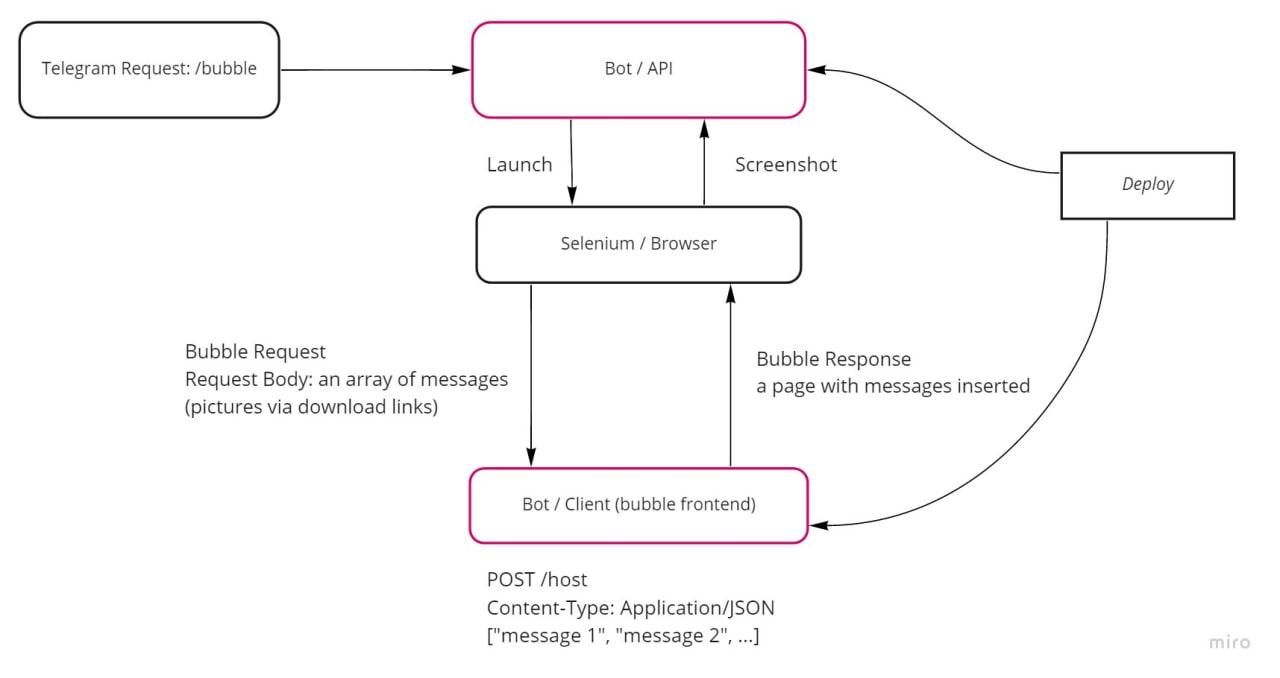 Telegram Request: /bubble
Bot / API
Launch
Screenshot
Deploy
Selenium / Browser
Bubble Request
Request Body: an array of messages
(pictures via download links)
Bubble Response
a page with messages inserted
Bot / Client (bubble frontend)
POST /host
Content-Type: Application/JSON
["message 1", "message 2", ...]
miro